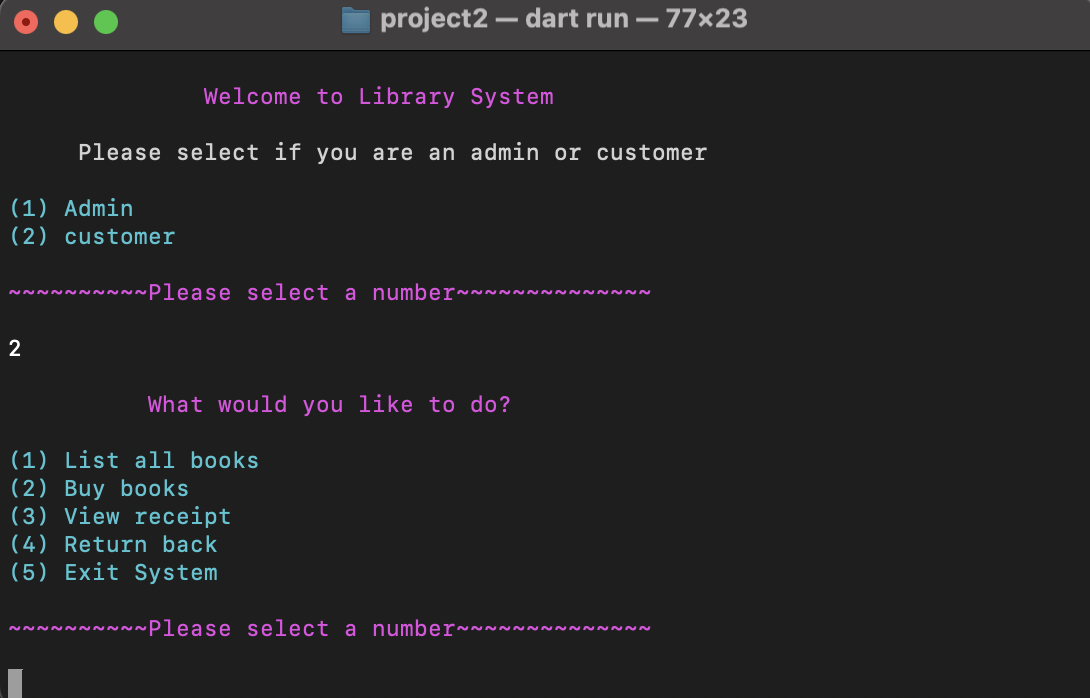 project2 — dart run — 77×23
Welcome to Library System
Please select if you are an admin or customer
(1) Admin
(2) customer
~~~~~~~~~~Please select a number~~~~~~~~~~~~~~
2
What would you like to do?
(1) List all books
(2) Buy books
(3) View receipt
(4) Return back
(5) Exit System
~~~~~~~~~~Please select a number~~~~~~~~~~~~~~